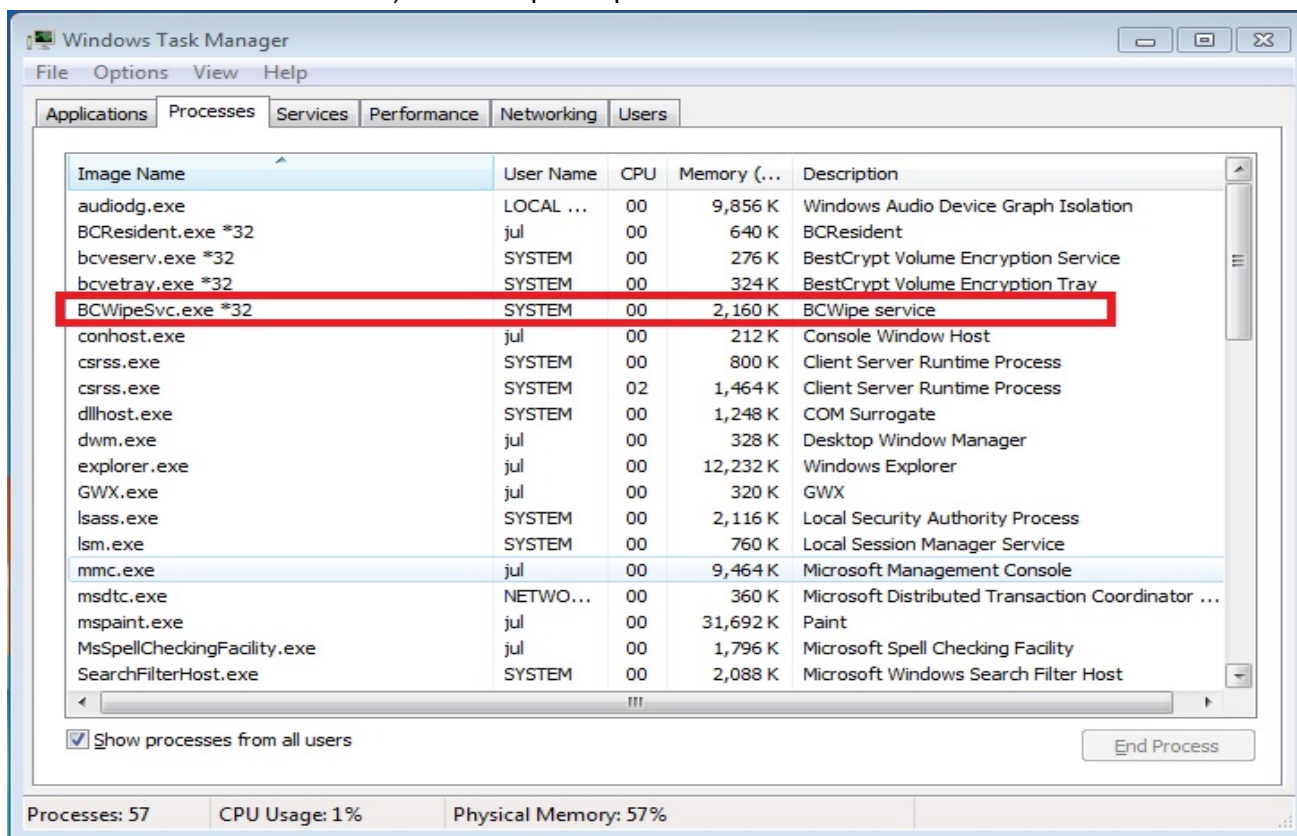 Windows Task Manager
File Options View Help
Applications Processes Services Performance Networking Users
Image Name User Name CPU Memory (... Description
audiodg.exe LOCAL ... 00 9,856 K Windows Audio Device Graph Isolation
BCResident.exe *32 jul 00 640 K BCResident
bcveserv.exe *32 SYSTEM 00 276 K BestCrypt Volume Encryption Service
bcvetray.exe *32 SYSTEM 00 324 K BestCrypt Volume Encryption Tray
BCWipeSvc.exe *32 SYSTEM 00 2,160 K BCWipe service
conhost.exe jul 00 212 K Console Window Host
csrss.exe SYSTEM 00 800 K Client Server Runtime Process
csrss.exe SYSTEM 02 1,464 K Client Server Runtime Process
dllhost.exe SYSTEM 00 1,248 K COM Surrogate
dwm.exe jul 00 328 K Desktop Window Manager
explorer.exe jul 00 12,232 K Windows Explorer
GWX.exe jul 00 320 K GWX
lsass.exe SYSTEM 00 2,116 K Local Security Authority Process
lsm.exe SYSTEM 00 760 K Local Session Manager Service
mmc.exe jul 00 9,464 K Microsoft Management Console
msdtc.exe NETWO... 00 360 K Microsoft Distributed Transaction Coordinator ...
mspaint.exe jul 00 31,692 K Paint
MsSpellCheckingFacility.exe jul 00 1,796 K Microsoft Spell Checking Facility
SearchFilterHost.exe SYSTEM 00 2,088 K Microsoft Windows Search Filter Host
Show processes from all users End Process
Processes: 57 CPU Usage: 1% Physical Memory: 57%